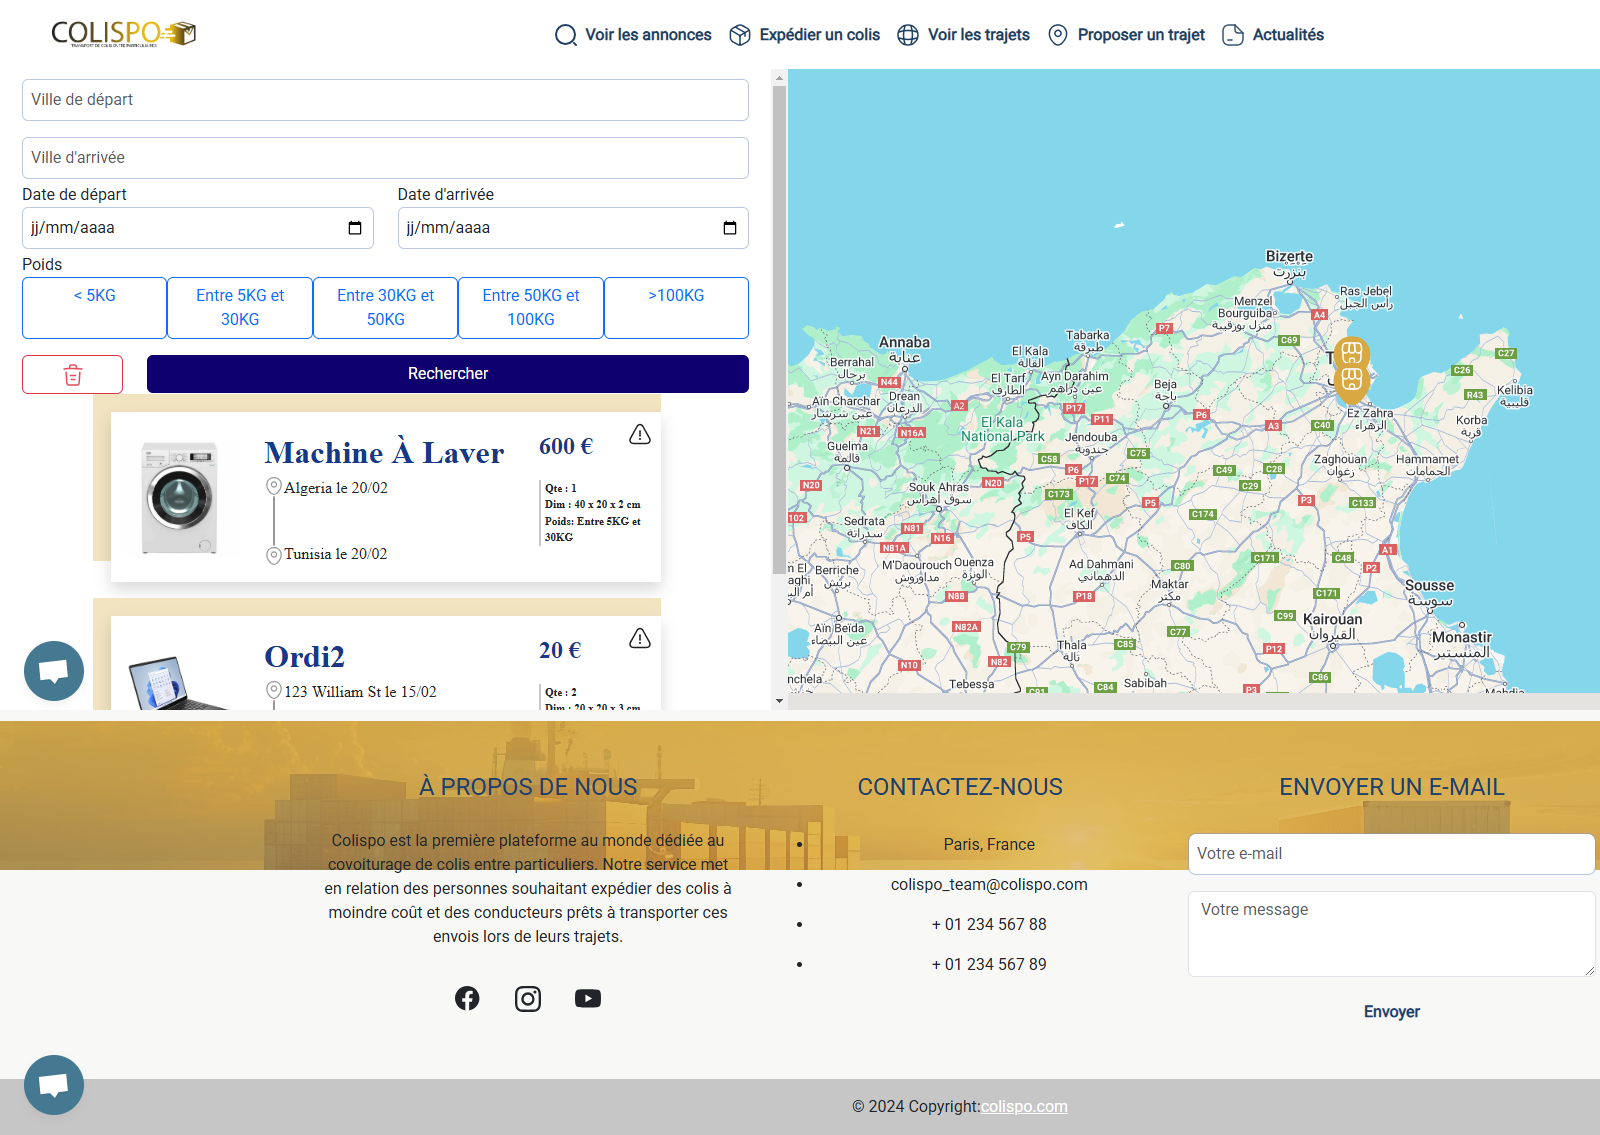 COLISPO
TRANSPORT DE COLIS ENTRE PARTICULIERS
Voir les annonces
Expédier un colis
Voir les trajets
Proposer un trajet
Actualités
Ville de départ
Ville d'arrivée
Date de départ
Date d'arrivée
jj/mm/aaaa
jj/mm/aaaa
Poids
< 5KG
Entre 5KG et
30KG
Entre 30KG et
50KG
Entre 50KG et
100KG
>100KG
Rechercher
Machine À Laver
600 €
Algeria le 20/02
Tunisia le 20/02
Qte : 1
Dim : 40 x 20 x 2 cm
Poids: Entre 5KG et
30KG
Ordi2
20 €
123 William St le 15/02
Qte : 2
Dim : 20 x 20 x 3 cm
Bizerte
بنزرت
Ras Jebel
رأس الجبل
Menzel
Bourguiba
منزل بورقيبة
A4
P7
C69
Tabarka
طبرقة
Annaba
عنابة
El Kala
القالة
Berrahal
برحال
N44
El Tarf
الطارف
Ayn Darahim
عين دراهم
Beja
باجة
C27
C26
R43
Kelibia
قليبية
Drean
الدرعان
Aïn Charchar
عين شرشار
A2
P17
P11
P6
Ez Zahra
الزهراء
Korba
قربة
El Kala
National Park
N21
N16A
A3
C40
Jendouba
جندوبة
Guelma
قالمة
C58
C75
Zaghouan
زغوان
Hammamet
الحمامات
P6
P17
C74
C49
C28
C29
N20
N20
Souk Ahras
سوق أهراس
C173
P5
P3
C133
102
Sedrata
سدراتة
El Kef
الكاف
C174
N81
N16
P5
N81A
A1
C171
C48
P2
M'Daourouch
مداوروش
Ouenza
الونزة
Ad Dahmani
الدهماني
C80
Berriche
Maktar
مكثر
Sousse
سوسة
N88
P18
C171
C99
Kairouan
القيروان
Aïn Beïda
عين البيضاء
N82A
C77
Monastir
المنستير
C79
Thala
تالة
C85
P12
N10
N82
C86
nchela
Tebessa
C91
C84
Sabibah
P3
Mahdia
À PROPOS DE NOUS
Colispo est la première plateforme au monde dédiée au
covoiturage de colis entre particuliers. Notre service met
en relation des personnes souhaitant expédier des colis à
moindre coût et des conducteurs prêts à transporter ces
envois lors de leurs trajets.
CONTACTEZ-NOUS
Paris, France
colispo_team@colispo.com
+ 01 234 567 88
+ 01 234 567 89
ENVOYER UN E-MAIL
Votre e-mail
Votre message
Envoyer
© 2024 Copyright:colispo.com